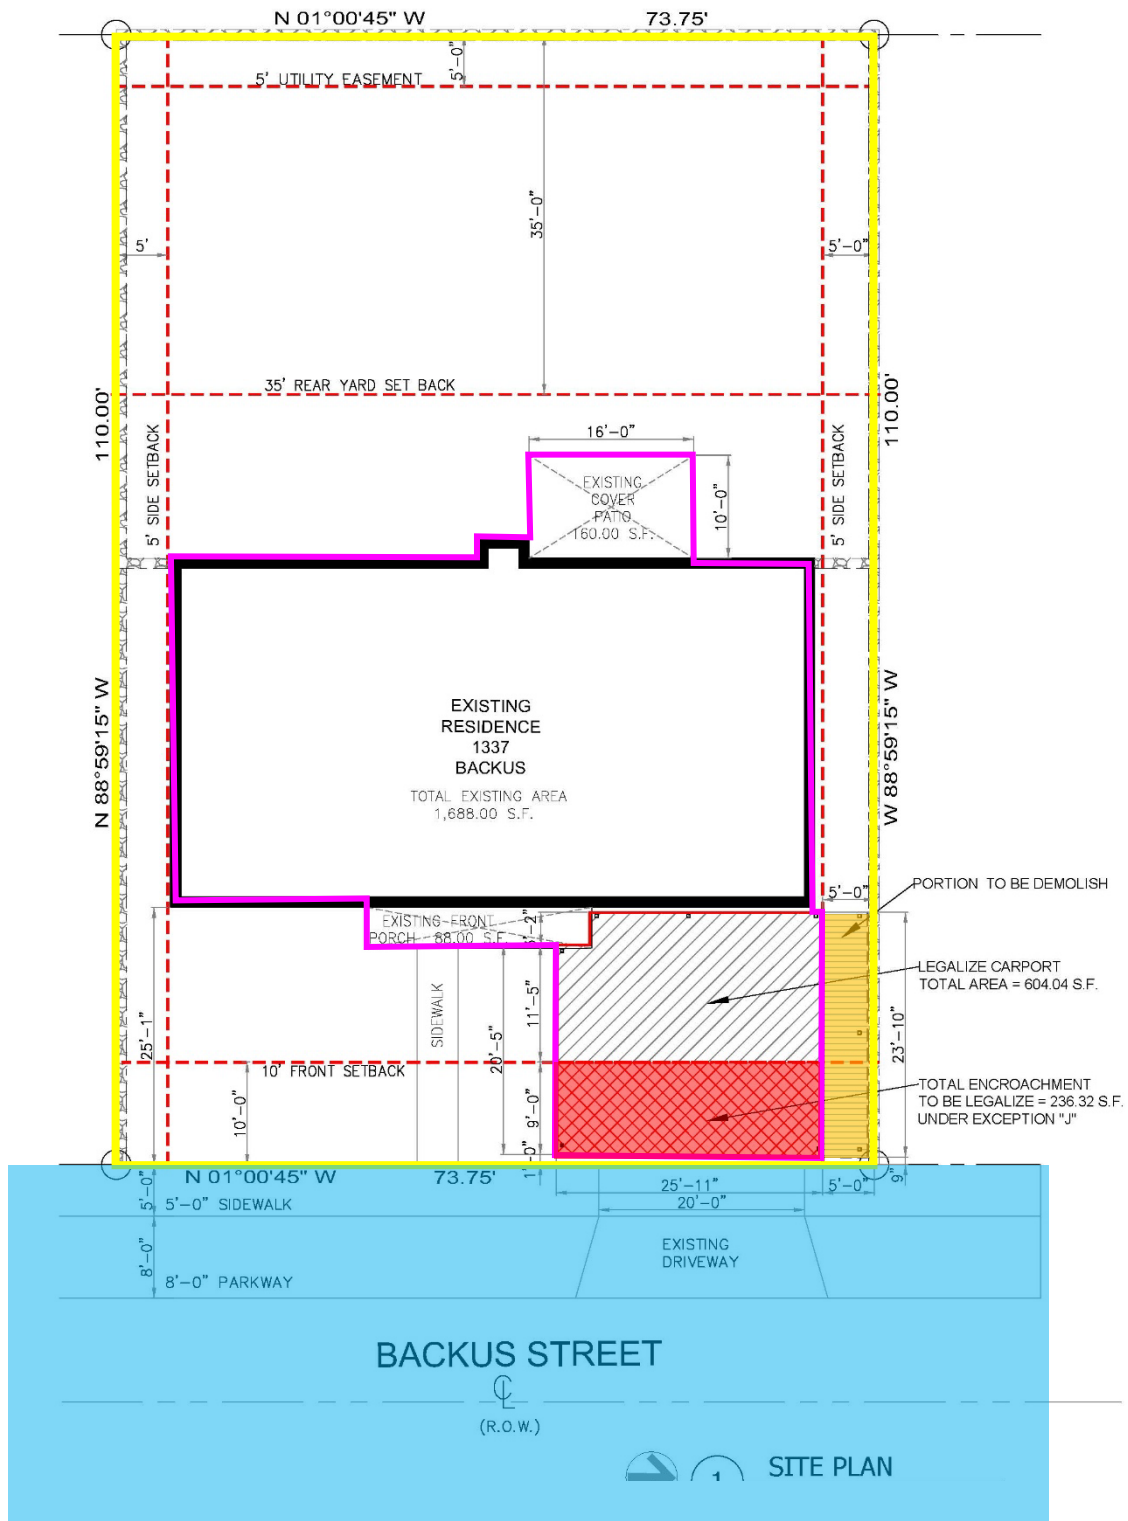 N 01°00'45" W 73.75'
5' UTILITY EASEMENT
5'-0"
35'-0"
5'
5'-0"
35' REAR YARD SET BACK
110.00'
110.00'
5' SIDE SETBACK
5' SIDE SETBACK
16'-0"
10'-0"
EXISTING
COVER
PATIO
160.00 S.F.
N 88°59'15" W
W 88°59'15" W
EXISTING
RESIDENCE
1337
BACKUS
TOTAL EXISTING AREA
1,688.00 S.F.
5'-0"
PORTION TO BE DEMOLISH
EXISTING FRONT
PORCH 88.00 S.F.
LEGALIZE CARPORT
TOTAL AREA = 604.04 S.F.
SIDEWALK
25'-1"
20'-5"
11'-5"
23'-10"
10' FRONT SETBACK
10'-0"
9'-0"
TOTAL ENCROACHMENT
TO BE LEGALIZE = 236.32 S.F.
UNDER EXCEPTION "J"
1'-0"
N 01°00'45" W 73.75'
25'-11"
5'-0"
9"
5'-0"
5'-0" SIDEWALK
20'-0"
8'-0"
8'-0" PARKWAY
EXISTING
DRIVEWAY
BACKUS STREET
CL
(R.O.W.)
1
SITE PLAN